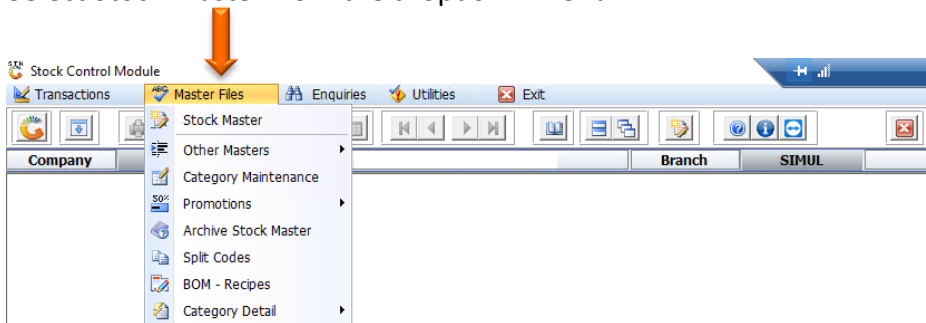 Stock Control Module
Transactions Master Files Enquiries Utilities Exit
Stock Master
Other Masters
Company Branch SIMUL
Category Maintenance
Promotions
Archive Stock Master
Split Codes
BOM - Recipes
Category Detail